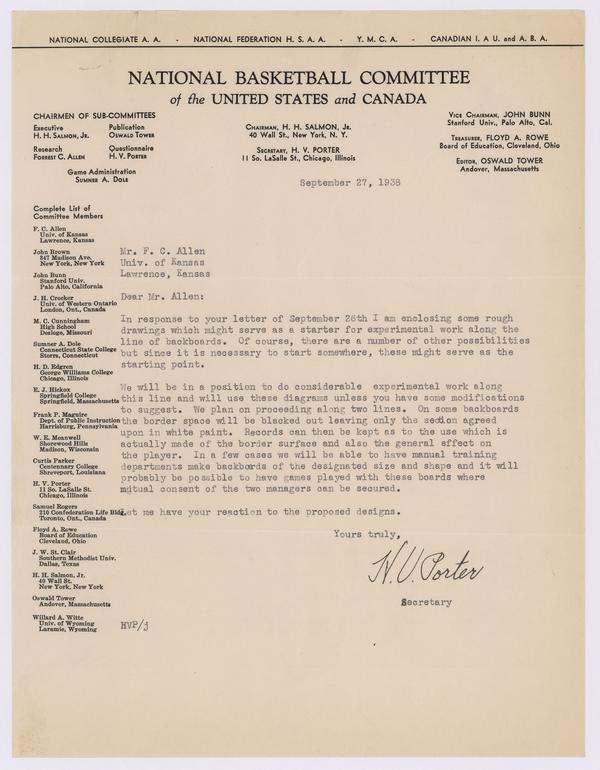 NATIONAL COLLEGIATE A. A. - NATIONAL FEDERATION H. S. A. A. - Y. M. C. A. - CANADIAN I. A U. and A. B. A.
NATIONAL BASKETBALL COMMITTEE
of the UNITED STATES and CANADA
CHAIRMEN OF SUB-COMMITTEES
Executive
H. H. SALMON, JR.
Publication
OSWALD TOWER
Research
FORREST C. ALLEN
Questionnaire
H. V. PORTER
Game Administration
SUMNER A. DOLE
CHAIRMAN, H. H. SALMON, JR.
40 Wall St., New York, N. Y.
SECRETARY, H. V. PORTER
11 So. LaSalle St., Chicago, Illinois
VICE CHAIRMAN, JOHN BUNN
Stanford Univ., Palo Alto, Cal.
TREASURER, FLOYD A. ROWE
Board of Education, Cleveland, Ohio
EDITOR, OSWALD TOWER
Andover, Massachusetts
September 27, 1938
Complete List of
Committee Members
F. C. Allen
Univ. of Kansas
Lawrence, Kansas
John Brown
347 Madison Ave.
New York, New York
John Bunn
Stanford Univ.
Palo Alto, California
J. H. Crocker
Univ. of Western Ontario
London, Ont., Canada
M. C. Cunningham
High School
Desloge, Missouri
Sumner A. Dole
Connecticut State College
Storrs, Connecticut
H. D. Edgren
George Williams College
Chicago, Illinois
E. J. Hickox
Springfield College
Springfield, Massachusetts
Frank P. Maguire
Dept. of Public Instruction
Harrisburg, Pennsylvania
W. E. Meanwell
Shorewood Hills
Madison, Wisconsin
Curtis Parker
Centenary College
Shreveport, Louisiana
H. V. Porter
11 So. LaSalle St.
Chicago, Illinois
Samuel Rogers
210 Confederation Life Bldg.
Toronto, Ont., Canada
Floyd A. Rowe
Board of Education
Cleveland, Ohio
J. W. St. Clair
Southern Methodist Univ.
Dallas, Texas
H. H. Salmon, Jr.
40 Wall St.
New York, New York
Oswald Tower
Andover, Massachusetts
Willard A. Witte
Univ. of Wyoming
Laramie, Wyoming
Mr. F. C. Allen
Univ. of Kansas
Lawrence, Kansas
Dear Mr. Allen:
In response to your letter of September 26th I am enclosing some rough
drawings which might serve as a starter for experimental work along the
line of backboards. Of course, there are a number of other possibilities
but since it is necessary to start somewhere, these might serve as the
starting point.
We will be in a position to do considerable experimental work along
this line and will use these diagrams unless you have some modifications
to suggest. We plan on proceeding along two lines. On some backboards
the border space will be blacked out leaving only the section agreed
upon in white paint. Records can then be kept as to the use which is
actually made of the border surface and also the general effect on
the player. In a few cases we will be able to have manual training
departments make backboards of the designated size and shape and it will
probably be possible to have games played with these boards where
mutual consent of the two managers can be secured.
Let me have your reaction to the proposed designs.
Yours truly,
H. V. Porter
Secretary
HVP/j